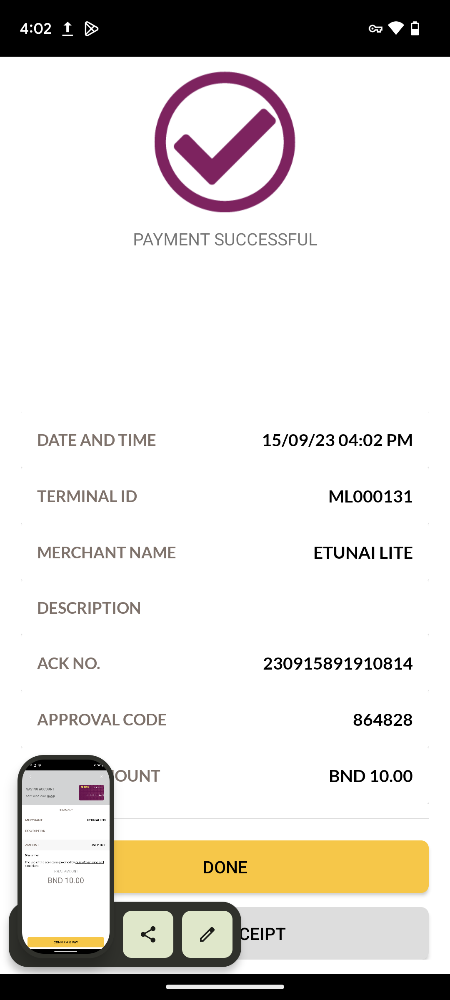 4:02
PAYMENT SUCCESSFUL
DATE AND TIME 15/09/23 04:02 PM
TERMINAL ID ML000131
MERCHANT NAME ETUNAI LITE
DESCRIPTION
ACK NO. 230915891910814
APPROVAL CODE 864828
OUNT BND 10.00
SAVING ACCOUNT
**** **** **** 8659
SUMMARY
MERCHANT ETUNAI LITE
DESCRIPTION
AMOUNT BND10.00
Disclaimer
The use of this service is governed by QuickPay's terms and
conditions.
TOTAL AMOUNT
BND 10.00
CONFIRM & PAY
DONE
CEIPT